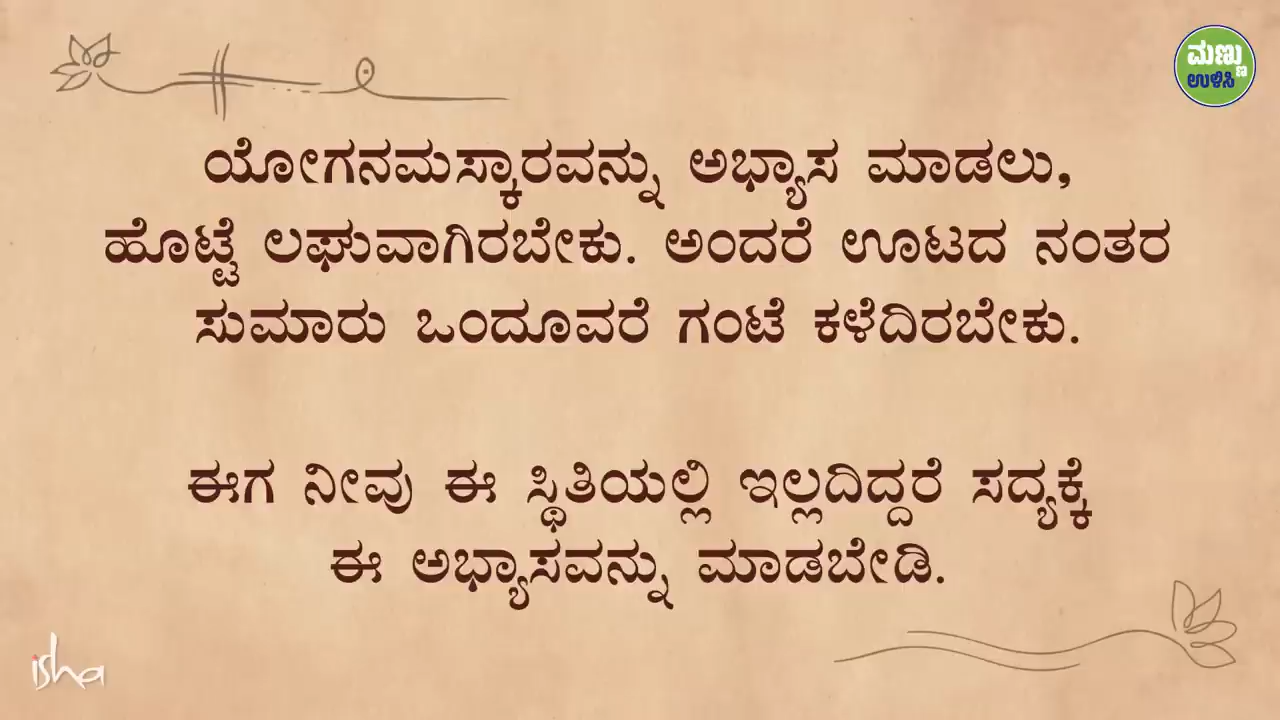 ಮಣ್ಣು
ಉಳಿಸಿ
ಯೋಗನಮಸ್ಕಾರವನ್ನು ಅಭ್ಯಾಸ ಮಾಡಲು,
ಹೊಟ್ಟೆ ಲಘುವಾಗಿರಬೇಕು. ಅಂದರೆ ಊಟದ ನಂತರ
ಸುಮಾರು ಒಂದೂವರೆ ಗಂಟೆ ಕಳೆದಿರಬೇಕು.
ಈಗ ನೀವು ಈ ಸ್ಥಿತಿಯಲ್ಲಿ ಇಲ್ಲದಿದ್ದರೆ ಸದ್ಯಕ್ಕೆ
ಈ ಅಭ್ಯಾಸವನ್ನು ಮಾಡಬೇಡಿ.
isha